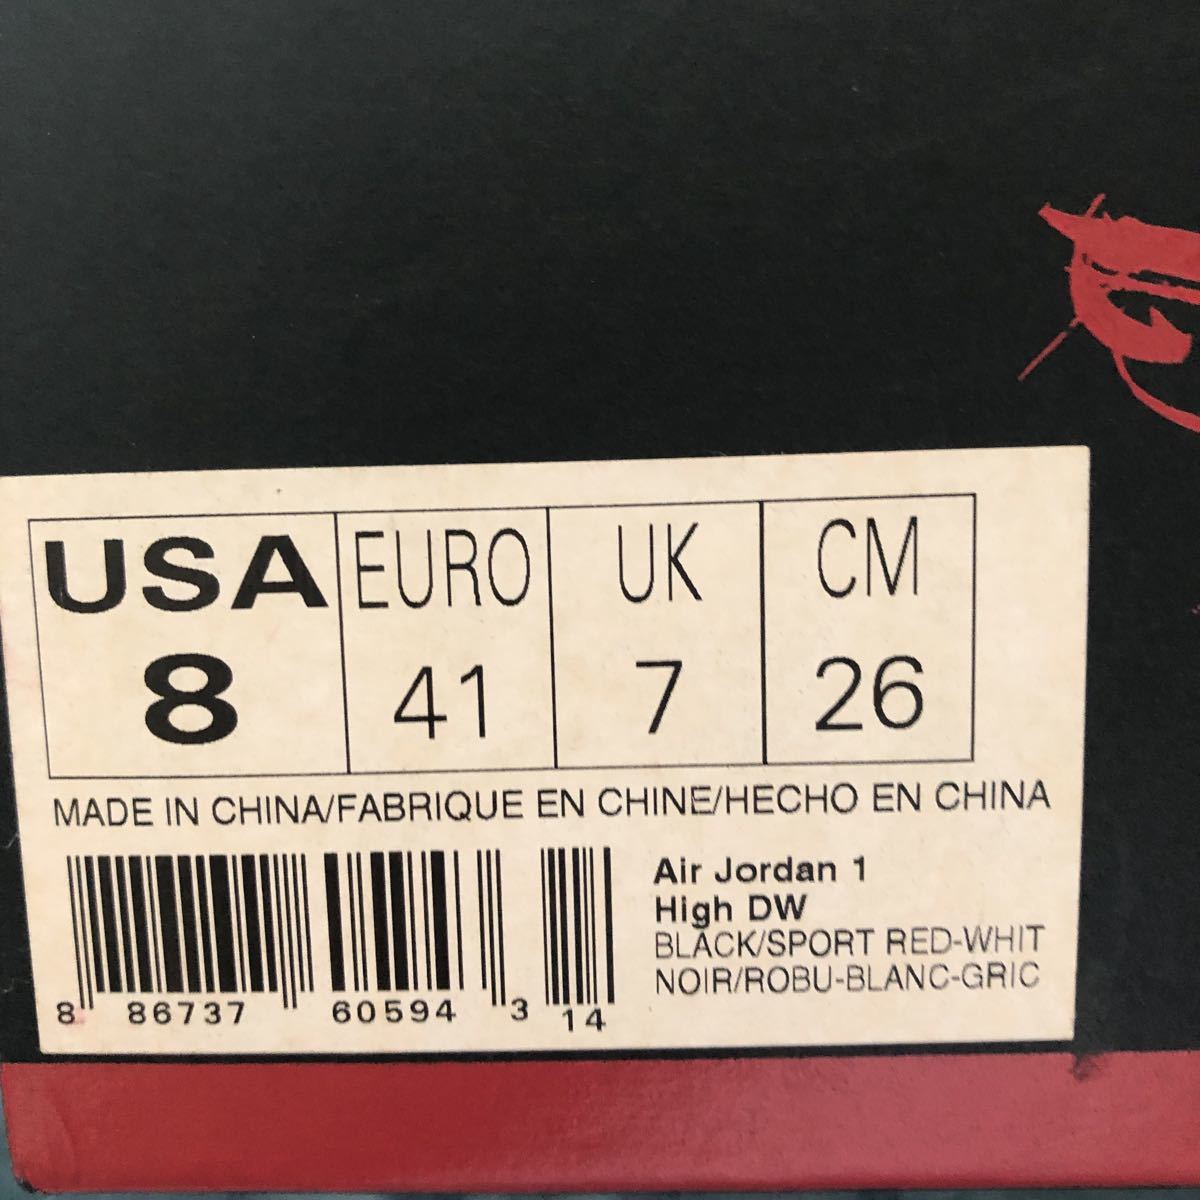 USA EURO UK CM
8 41 7 26
MADE IN CHINA/FABRIQUE EN CHINE/HECHO EN CHINA
Air Jordan 1
High DW
BLACK/SPORT RED-WHIT
NOIR/ROBU-BLANC-GRIC
8 86737 60594 3 14